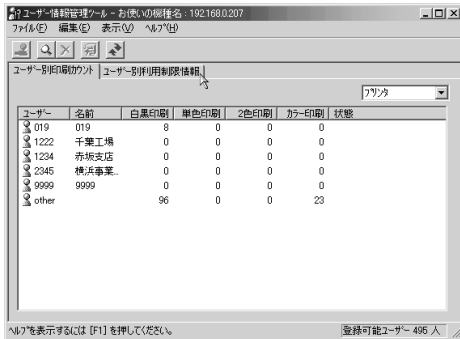 ユーザー情報管理ツール - お使いの機種名 : 192.168.0.207
ファイル(F) 編集(E) 表示(V) ヘルプ(H)
ユーザー別印刷カウント ユーザー別利用制限情報
プリンタ
ユーザー 名前 白黒印刷 単色印刷 2色印刷 カラー印刷 状態
019 019 8 0 0 0
1222 千葉工場 0 0 0 0
1234 赤坂支店 0 0 0 0
2345 横浜事業... 0 0 0 0
9999 9999 0 0 0 0
other 96 0 0 23
ヘルプを表示するには [F1] を押してください。 登録可能ユーザー 495 人